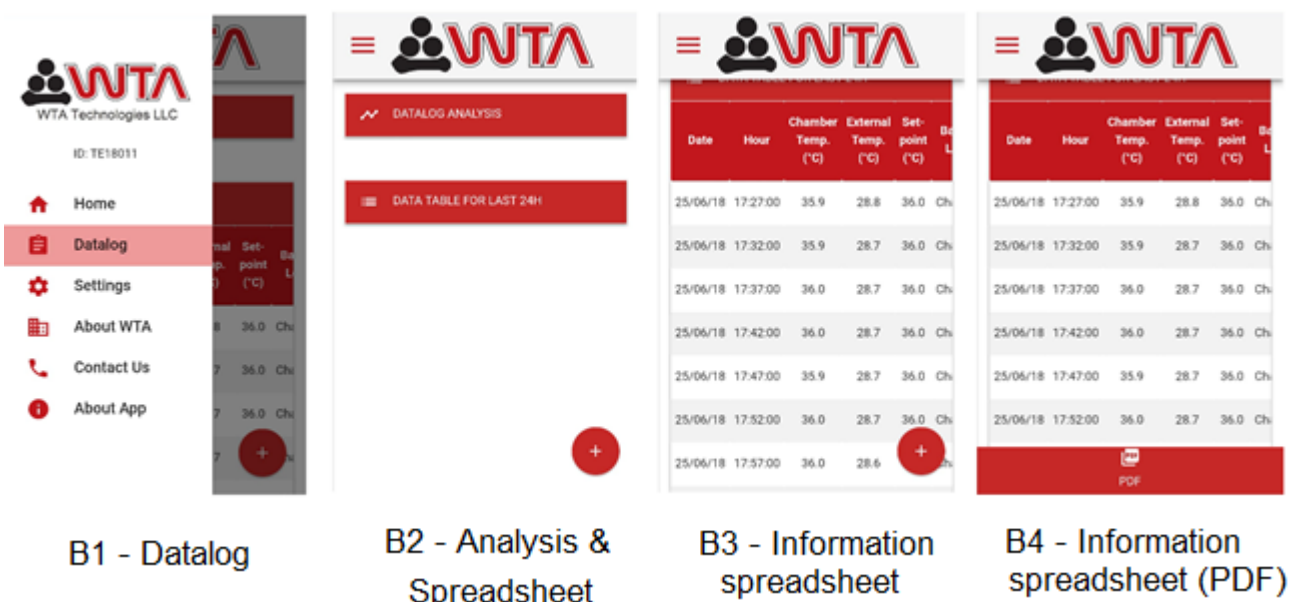 WTA
WTA Technologies LLC
ID: TE18011
Home
Datalog
Settings
About WTA
Contact Us
About App
Set-
point
(°C)
36.0
36.0
36.0
+
B1 - Datalog
WTA
DATALOG ANALYSIS
DATA TABLE FOR LAST 24H
+
B2 - Analysis &
Spreadsheet
WTA
Date Hour Chamber Temp. (°C) External Temp. (°C) Set-point (°C)
25/06/18 17:27:00 35.9 28.8 36.0
25/06/18 17:32:00 35.9 28.7 36.0
25/06/18 17:37:00 36.0 28.7 36.0
25/06/18 17:42:00 36.0 28.7 36.0
25/06/18 17:47:00 35.9 28.7 36.0
25/06/18 17:52:00 36.0 28.7 36.0
25/06/18 17:57:00 36.0 28.6
+
B3 - Information
spreadsheet
WTA
Date Hour Chamber Temp. (°C) External Temp. (°C) Set-point (°C)
25/06/18 17:27:00 35.9 28.8 36.0
25/06/18 17:32:00 35.9 28.7 36.0
25/06/18 17:37:00 36.0 28.7 36.0
25/06/18 17:42:00 36.0 28.7 36.0
25/06/18 17:47:00 35.9 28.7 36.0
25/06/18 17:52:00 36.0 28.7 36.0
PDF
B4 - Information
spreadsheet (PDF)